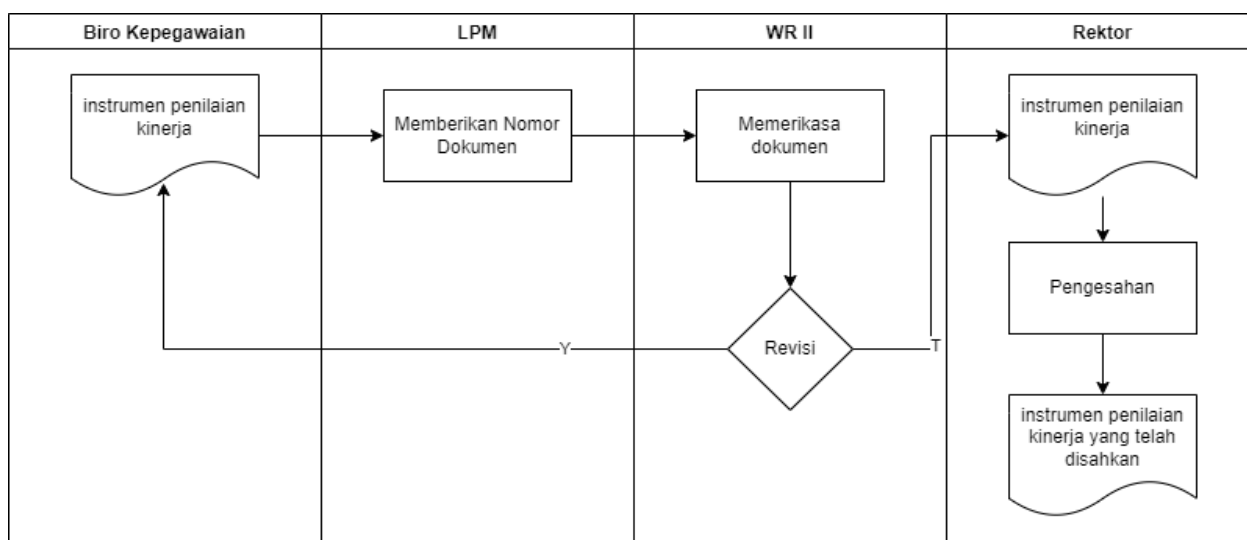 Biro Kepegawaian
LPM
WR II
Rektor
instrumen penilaian
kinerja
Memberikan Nomor
Dokumen
Memerikasa
dokumen
instrumen penilaian
kinerja
Pengesahan
Revisi
Y
T
instrumen penilaian
kinerja yang telah
disahkan